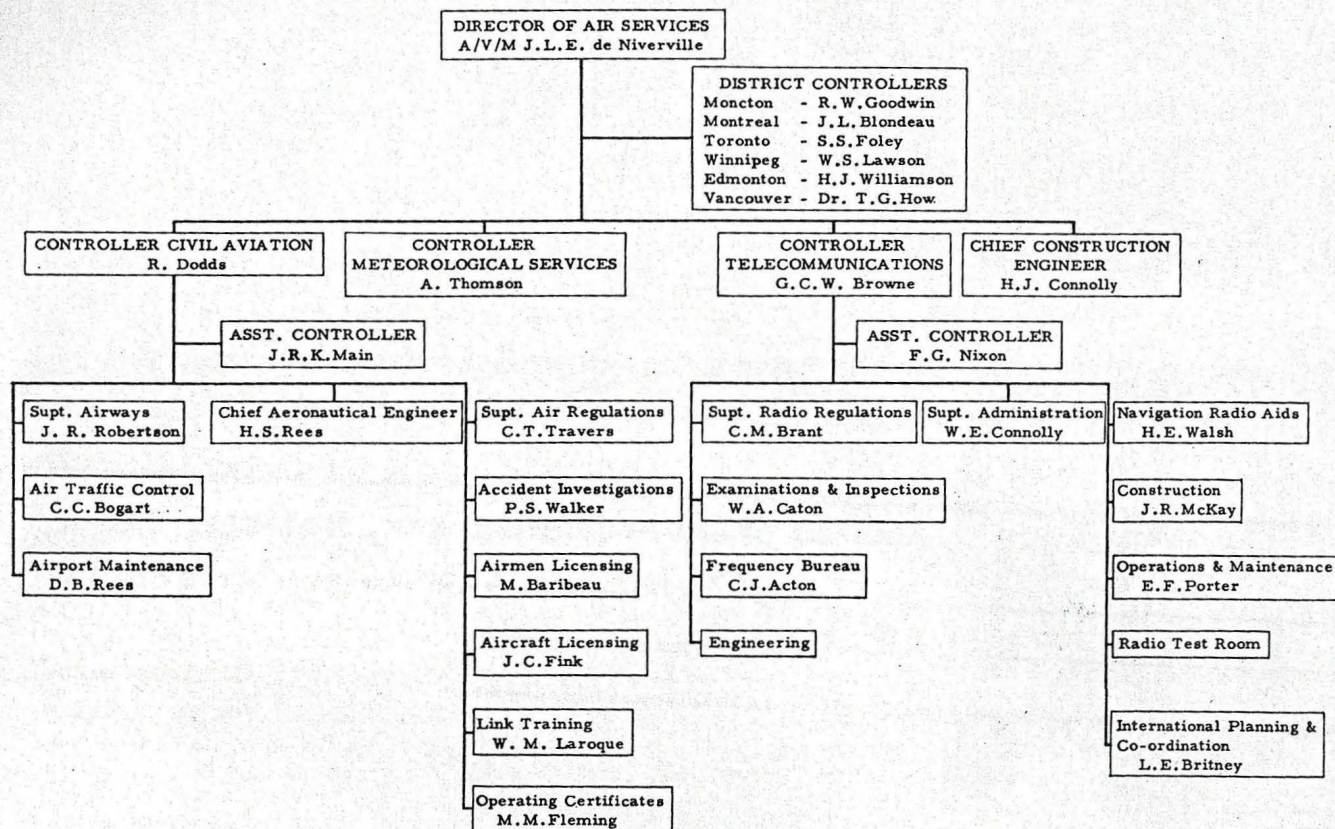 DIRECTOR OF AIR SERVICES
A/V/M J.L.E. de Niverville
DISTRICT CONTROLLERS
Moncton - R.W.Goodwin
Montreal - J.L.Blondeau
Toronto - S.S.Foley
Winnipeg - W.S.Lawson
Edmonton - H.J.Williamson
Vancouver - Dr. T.G.How
CONTROLLER CIVIL AVIATION
R. Dodds
CONTROLLER
METEOROLOGICAL SERVICES
A. Thomson
CONTROLLER
TELECOMMUNICATIONS
G.C.W. Browne
CHIEF CONSTRUCTION
ENGINEER
H.J. Connolly
ASST. CONTROLLER
J.R.K.Main
ASST. CONTROLLER
F.G. Nixon
Supt. Airways
J. R. Robertson
Air Traffic Control
C.C.Bogart
Airport Maintenance
D.B.Rees
Chief Aeronautical Engineer
H.S.Rees
Supt. Air Regulations
C.T.Travers
Accident Investigations
P.S.Walker
Airmen Licensing
M.Baribeau
Aircraft Licensing
J.C.Fink
Link Training
W. M. Laroque
Operating Certificates
M.M.Fleming
Supt. Radio Regulations
C.M.Brant
Examinations & Inspections
W.A.Caton
Frequency Bureau
C.J.Acton
Engineering
Supt. Administration
W.E.Connolly
Navigation Radio Aids
H.E.Walsh
Construction
J.R.McKay
Operations & Maintenance
E.F.Porter
Radio Test Room
International Planning &
Co-ordination
L.E.Britney